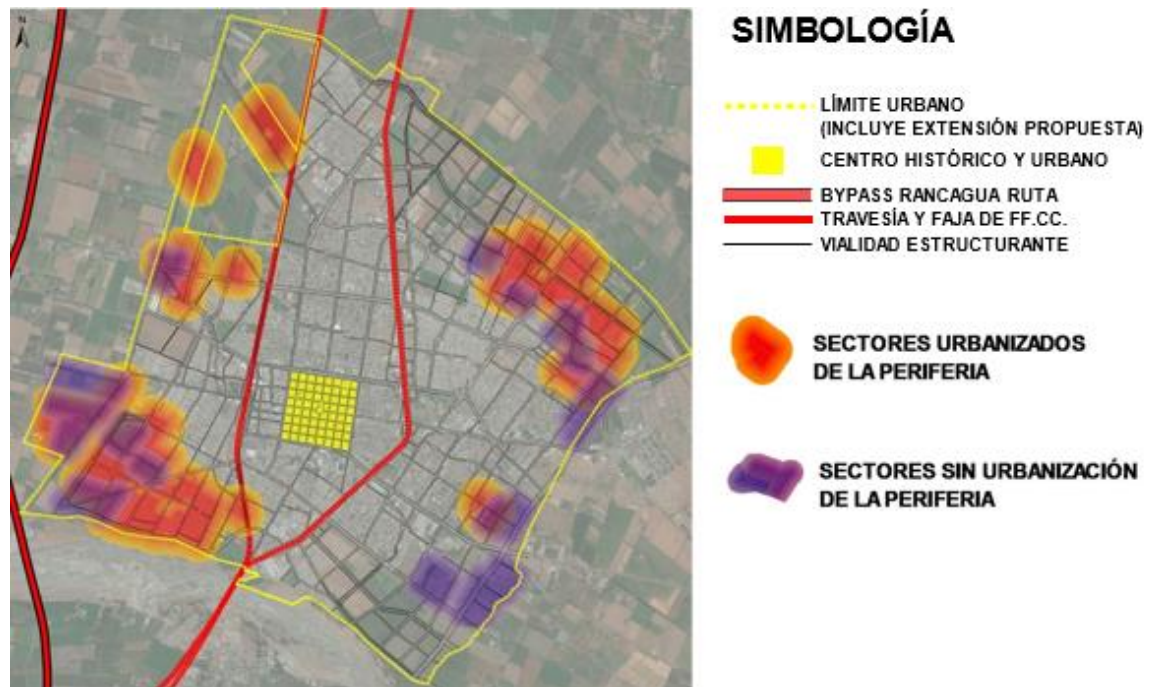 N
SIMBOLOGÍA
LÍMITE URBANO
(INCLUYE EXTENSIÓN PROPUESTA)
CENTRO HISTÓRICO Y URBANO
BYPASS RANCAGUA RUTA
TRAVESÍA Y FAJA DE FF.CC.
VIALIDAD ESTRUCTURANTE
SECTORES URBANIZADOS
DE LA PERIFERIA
SECTORES SIN URBANIZACIÓN
DE LA PERIFERIA